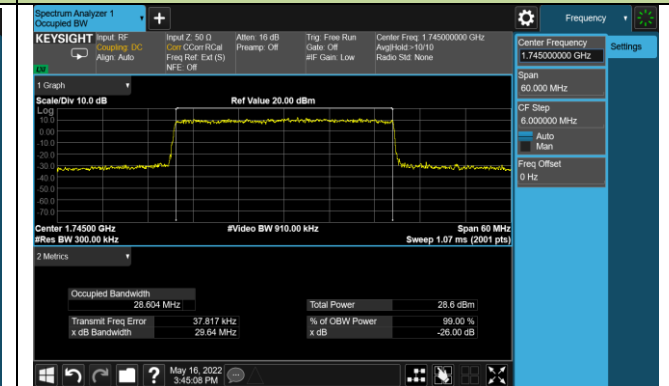 Spectrum Analyzer 1
Occupied BW
+
Frequency
KEYSIGHT
Input: RF
Coupling: DC
Align: Auto
Input Z: 50 Ω
Corr CCorr RCal
Freq Ref: Ext (S)
NFE: Off
Atten: 16 dB
Preamp: Off
Trig: Free Run
Gate: Off
#IF Gain: Low
Center Freq: 1.745000000 GHz
Avg|Hold:>10/10
Radio Std: None
Center Frequency
1.745000000 GHz
Settings
Span
60.000 MHz
CF Step
6.000000 MHz
Auto
Man
Freq Offset
0 Hz
1 Graph
Scale/Div 10.0 dB
Ref Value 20.00 dBm
Log
10.0
0.00
-10.0
-20.0
-30.0
-40.0
-50.0
-60.0
-70.0
Center 1.74500 GHz
#Video BW 910.00 kHz
Span 60 MHz
#Res BW 300.00 kHz
Sweep 1.07 ms (2001 pts)
2 Metrics
Occupied Bandwidth
28.604 MHz
Total Power 28.6 dBm
Transmit Freq Error 37.817 kHz
% of OBW Power 99.00 %
x dB Bandwidth 29.64 MHz
x dB -26.00 dB
?
May 16, 2022
3:45:08 PM